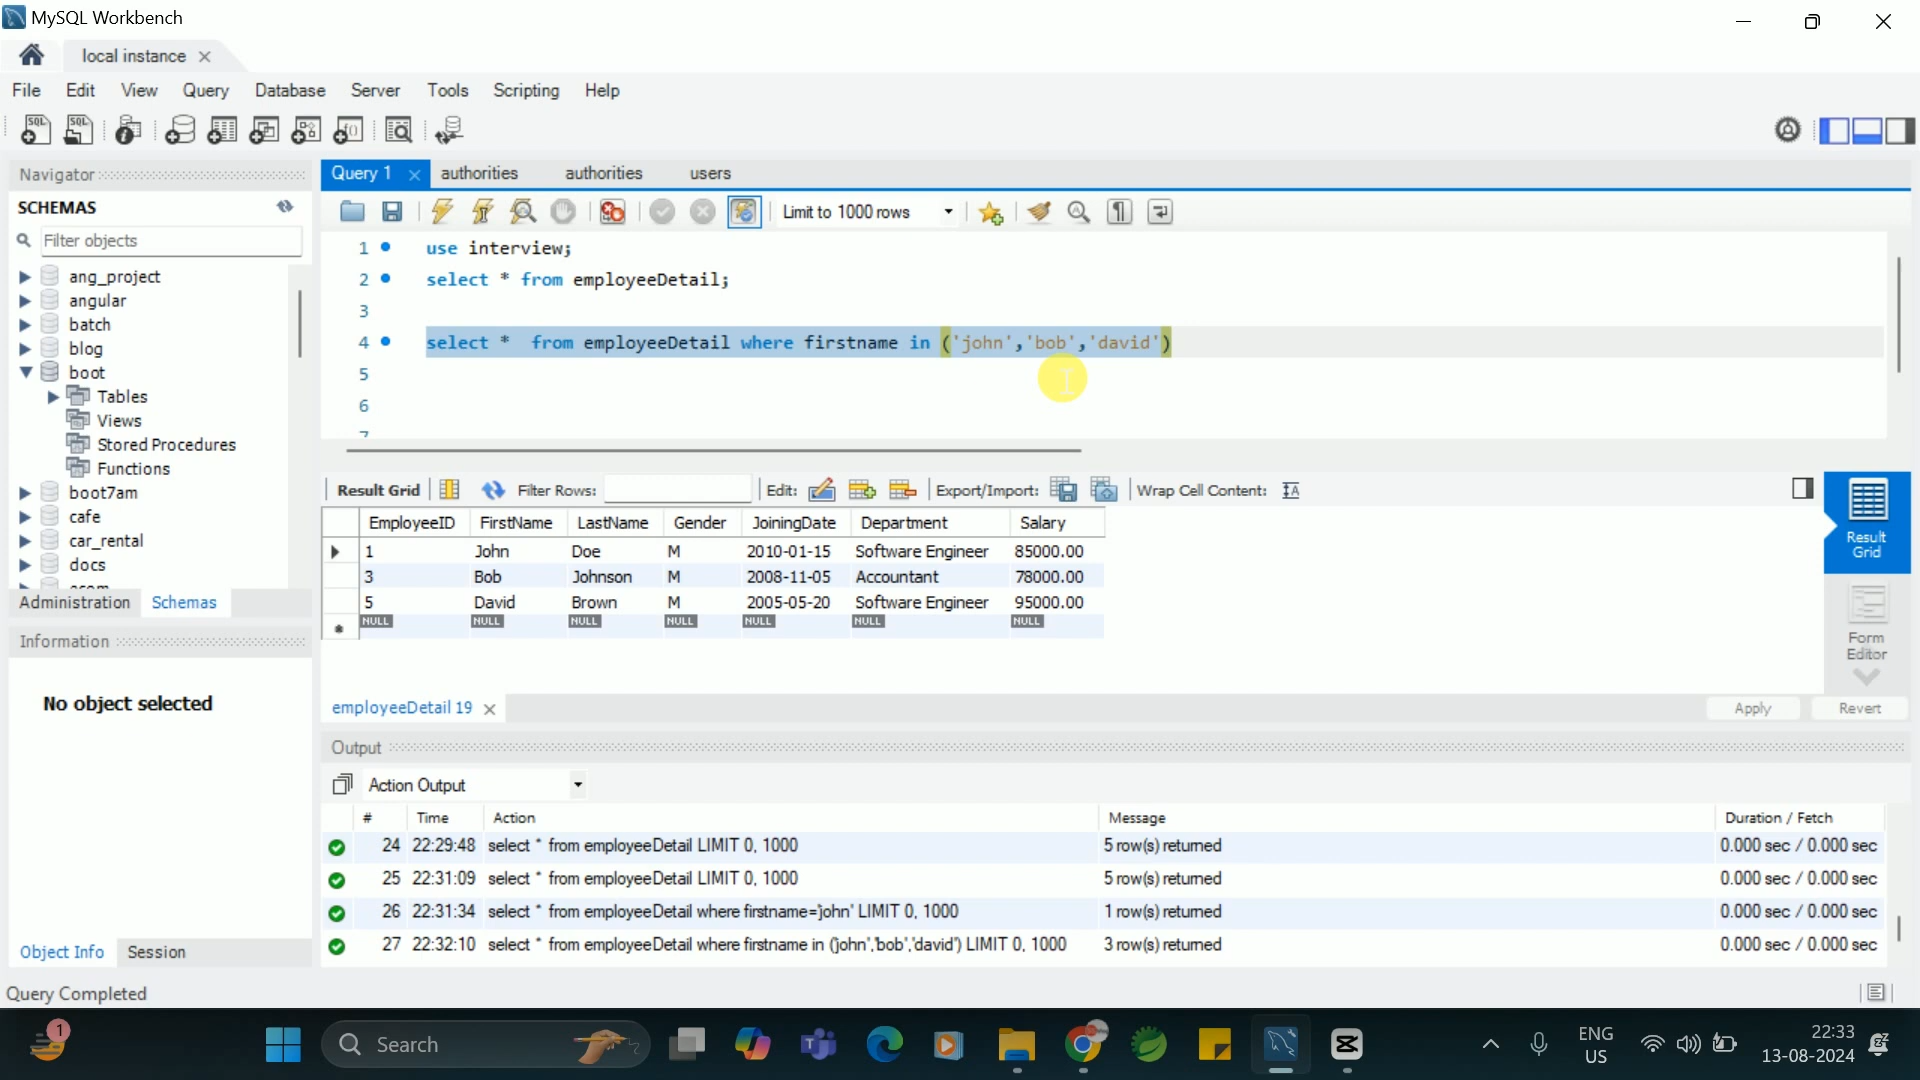 MySQL Workbench
local instance
File Edit View Query Database Server Tools Scripting Help
Navigator
SCHEMAS
Filter objects
ang_project
angular
batch
blog
boot
Tables
Views
Stored Procedures
Functions
boot7am
cafe
car_rental
docs
Administration Schemas
Information
No object selected
Object Info Session
Query 1 authorities authorities users
Limit to 1000 rows
1 use interview;
2 select * from employeeDetail;
3
4 select * from employeeDetail where firstname in ('john','bob','david')
5
6
7
Result Grid Filter Rows: Edit: Export/Import: Wrap Cell Content:
EmployeeID FirstName LastName Gender JoiningDate Department Salary
1 John Doe M 2010-01-15 Software Engineer 85000.00
3 Bob Johnson M 2008-11-05 Accountant 78000.00
5 David Brown M 2005-05-20 Software Engineer 95000.00
NULL NULL NULL NULL NULL NULL NULL
Result
Grid
Form
Editor
employeeDetail 19
Apply Revert
Output
Action Output
# Time Action Message Duration / Fetch
24 22:29:48 select * from employeeDetail LIMIT 0, 1000 5 row(s) returned 0.000 sec / 0.000 sec
25 22:31:09 select * from employeeDetail LIMIT 0, 1000 5 row(s) returned 0.000 sec / 0.000 sec
26 22:31:34 select * from employeeDetail where firstname='john' LIMIT 0, 1000 1 row(s) returned 0.000 sec / 0.000 sec
27 22:32:10 select * from employeeDetail where firstname in ('john','bob','david') LIMIT 0, 1000 3 row(s) returned 0.000 sec / 0.000 sec
Query Completed
1
Search
ENG
US
22:33
13-08-2024